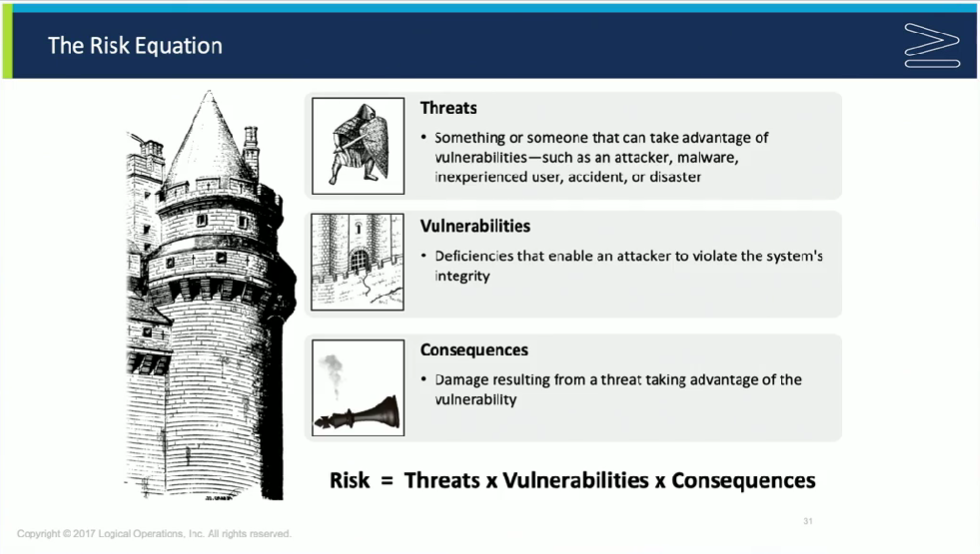 The Risk Equation
Threats
• Something or someone that can take advantage of
vulnerabilities—such as an attacker, malware,
inexperienced user, accident, or disaster
Vulnerabilities
• Deficiencies that enable an attacker to violate the system's
integrity
Consequences
• Damage resulting from a threat taking advantage of the
vulnerability
Risk = Threats x Vulnerabilities x Consequences
31
Copyright © 2017 Logical Operations, Inc. All rights reserved.